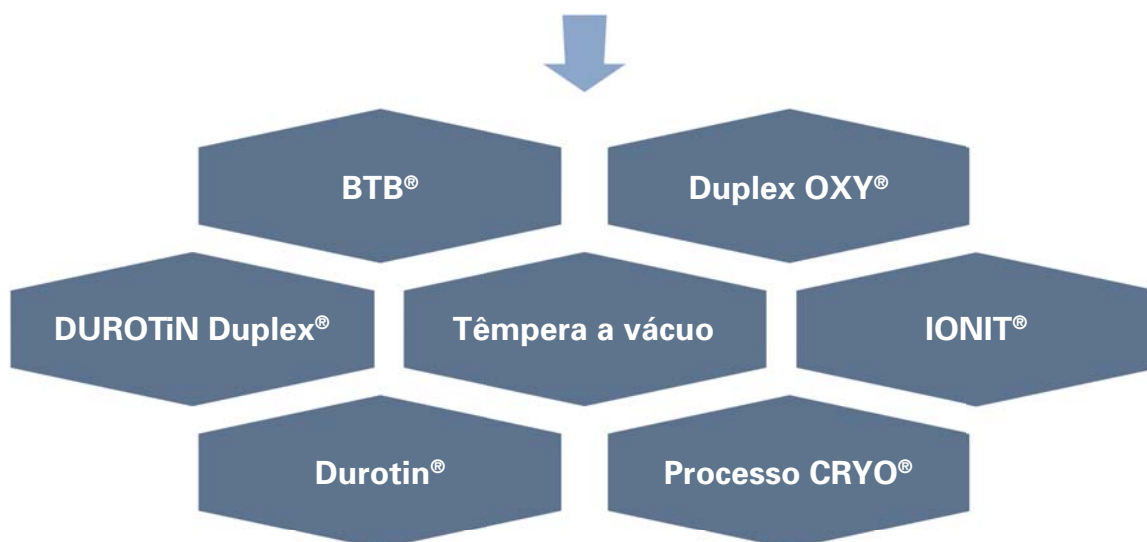 BTB®
Duplex OXY®
DUROTiN Duplex®
Têmpera a vácuo
IONIT®
Durotin®
Processo CRYO®